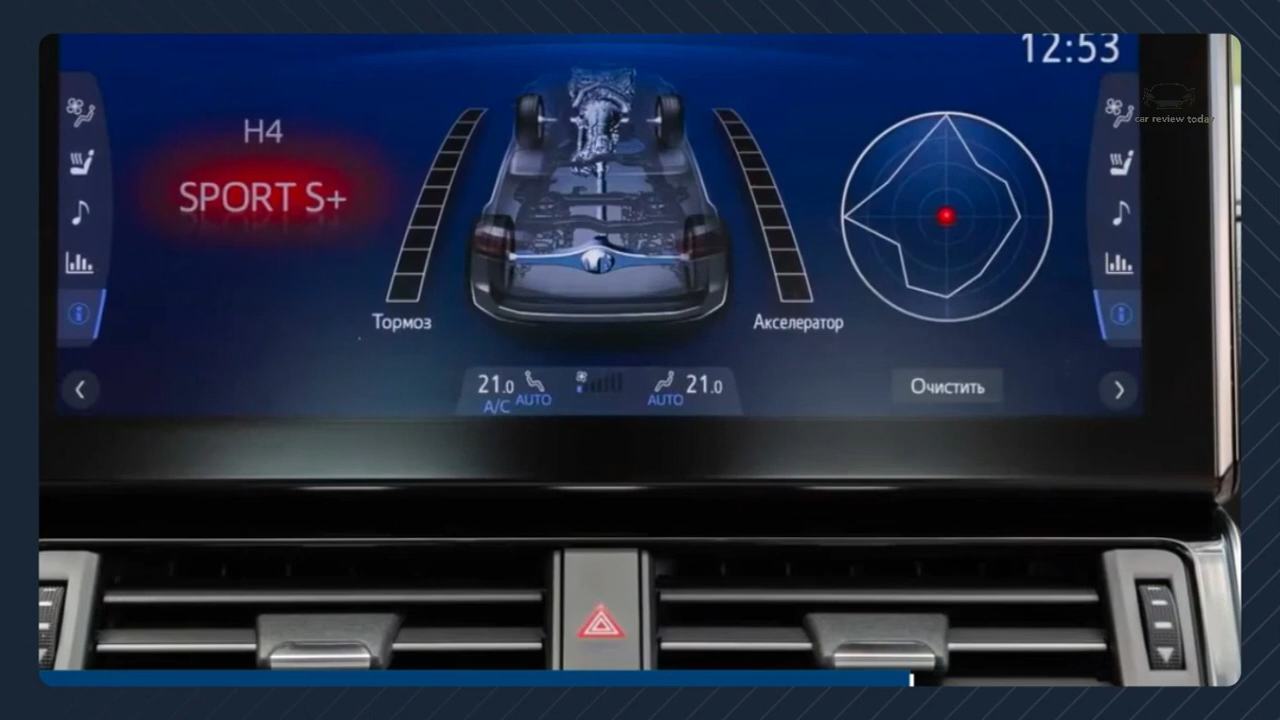 12:53
car review today
H4
SPORT S+
Тормоз
Акселератор
21.0
A/C
AUTO
AUTO
21.0
Очистить